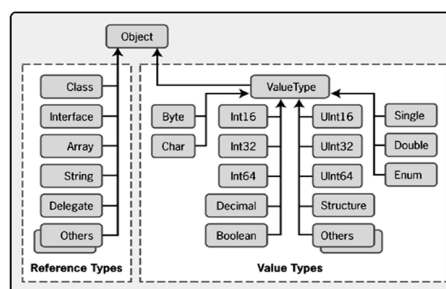 Object
Class
Interface
Array
String
Delegate
Others
Reference Types
ValueType
Byte
Char
Int16
Int32
Int64
Decimal
Boolean
UInt16
UInt32
UInt64
Structure
Others
Single
Double
Enum
Value Types